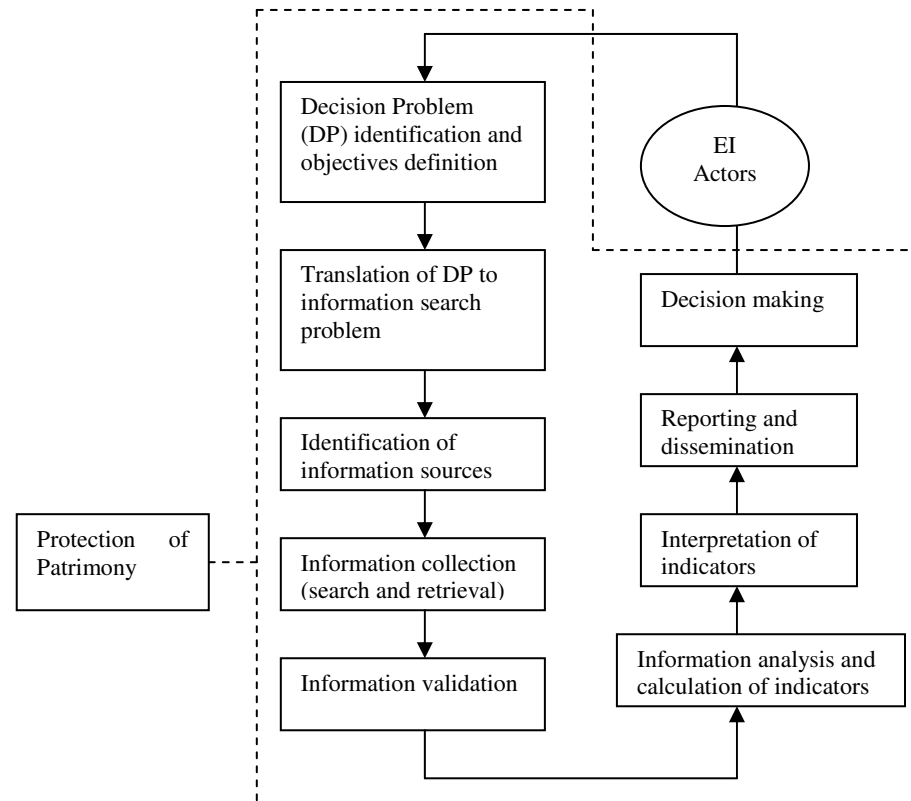 Decision Problem
(DP) identification and
objectives definition
Translation of DP to
information search
problem
Identification of
information sources
Information collection
(search and retrieval)
Information validation
Protection of
Patrimony
EI
Actors
Decision making
Reporting and
dissemination
Interpretation of
indicators
Information analysis and
calculation of indicators